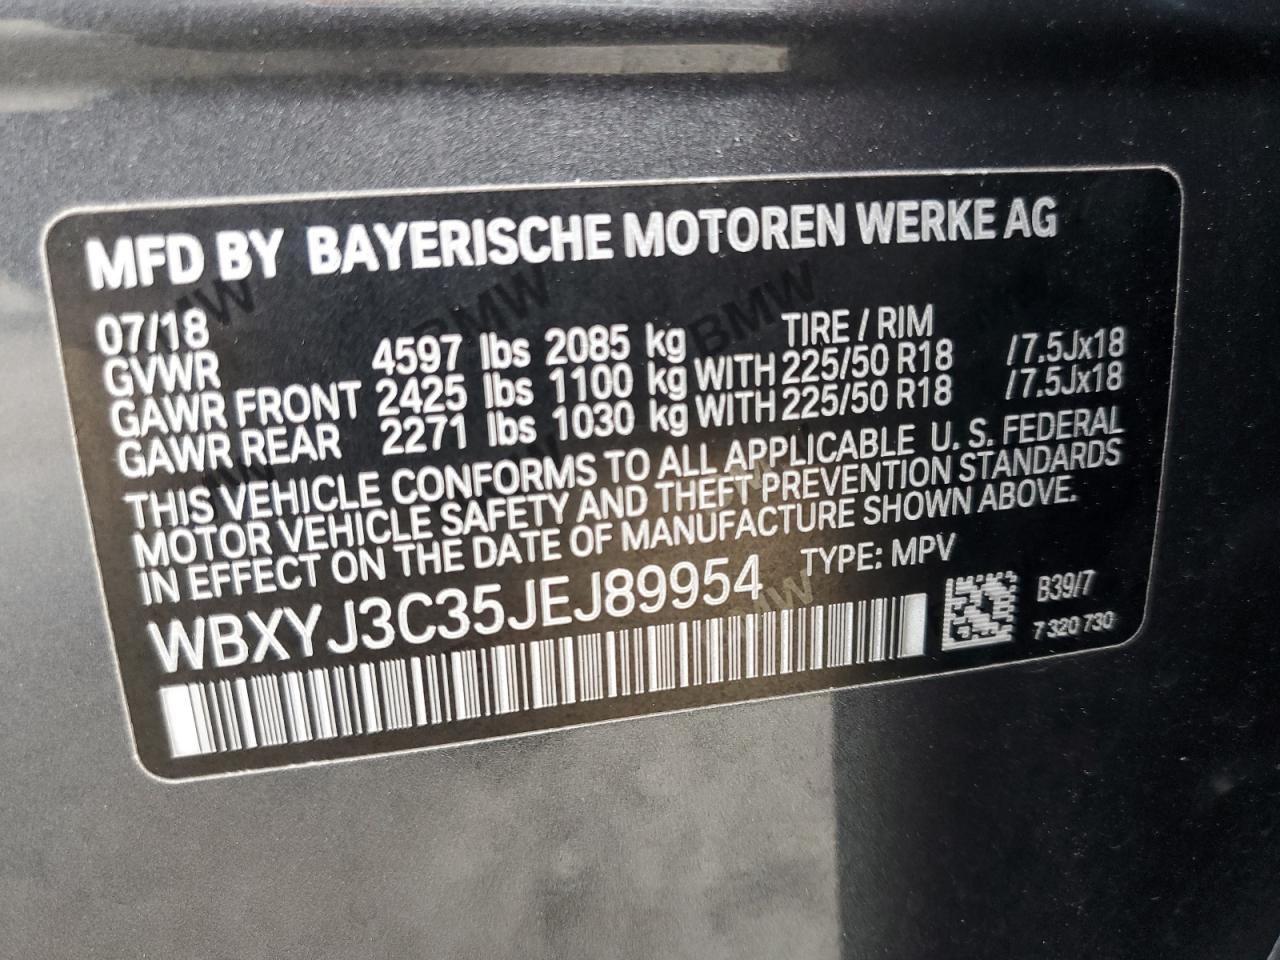 MFD BY BAYERISCHE MOTOREN WERKE AG
07/18 TIRE / RIM
GVWR 4597 lbs 2085 kg
GAWR FRONT 2425 lbs 1100 kg WITH 225/50 R18 /7.5Jx18
GAWR REAR 2271 lbs 1030 kg WITH 225/50 R18 /7.5Jx18
THIS VEHICLE CONFORMS TO ALL APPLICABLE U. S. FEDERAL
MOTOR VEHICLE SAFETY AND THEFT PREVENTION STANDARDS
IN EFFECT ON THE DATE OF MANUFACTURE SHOWN ABOVE.
WBXYJ3C35JEJ89954 TYPE: MPV
B39/7
7 320 730